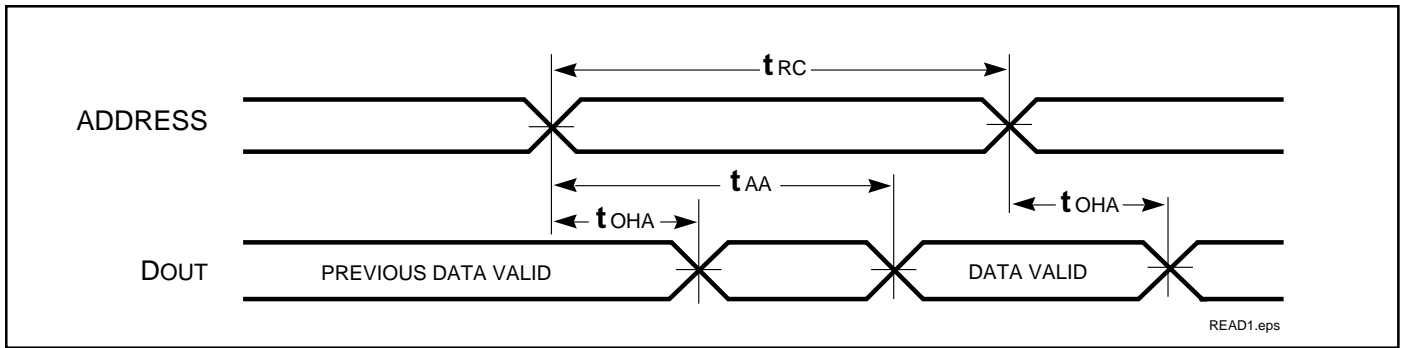 tRC
ADDRESS
tAA
tOHA
tOHA
DOUT
PREVIOUS DATA VALID
DATA VALID
READ1.eps